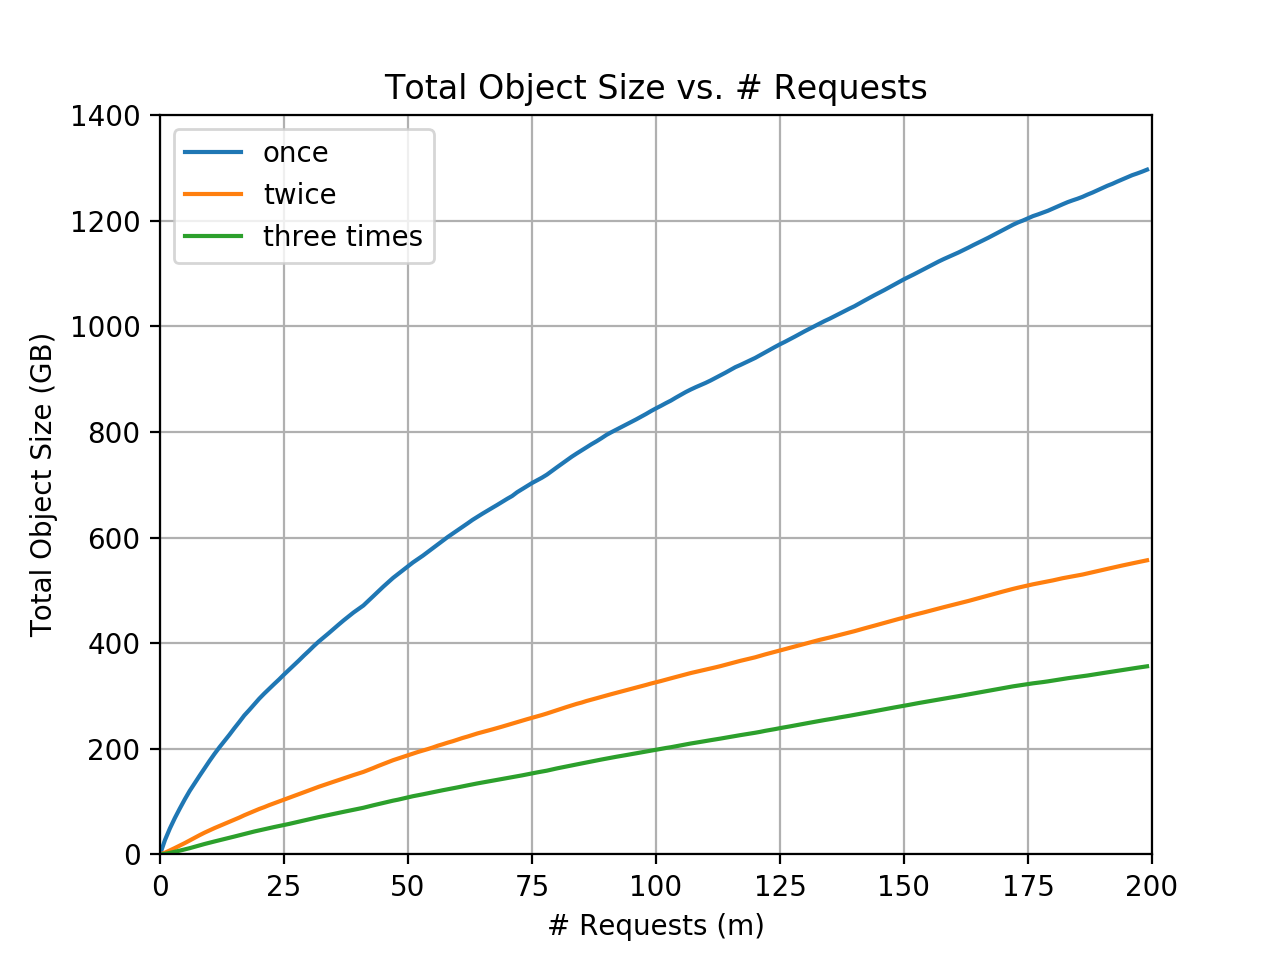 Total Object Size vs. # Requests
1400
1200
1000
800
600
400
200
0
Total Object Size (GB)
once
twice
three times
0 25 50 75 100 125 150 175 200
# Requests (m)